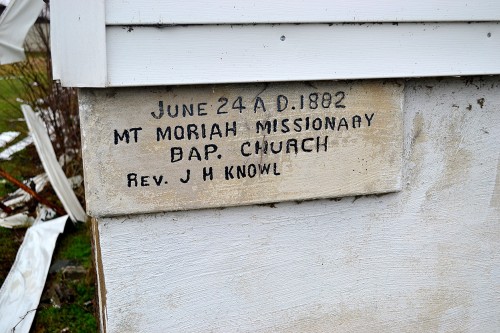 JUNE 24 A D. 1882
MT MORIAH MISSIONARY
BAP. CHURCH
REV. J H KNOWL